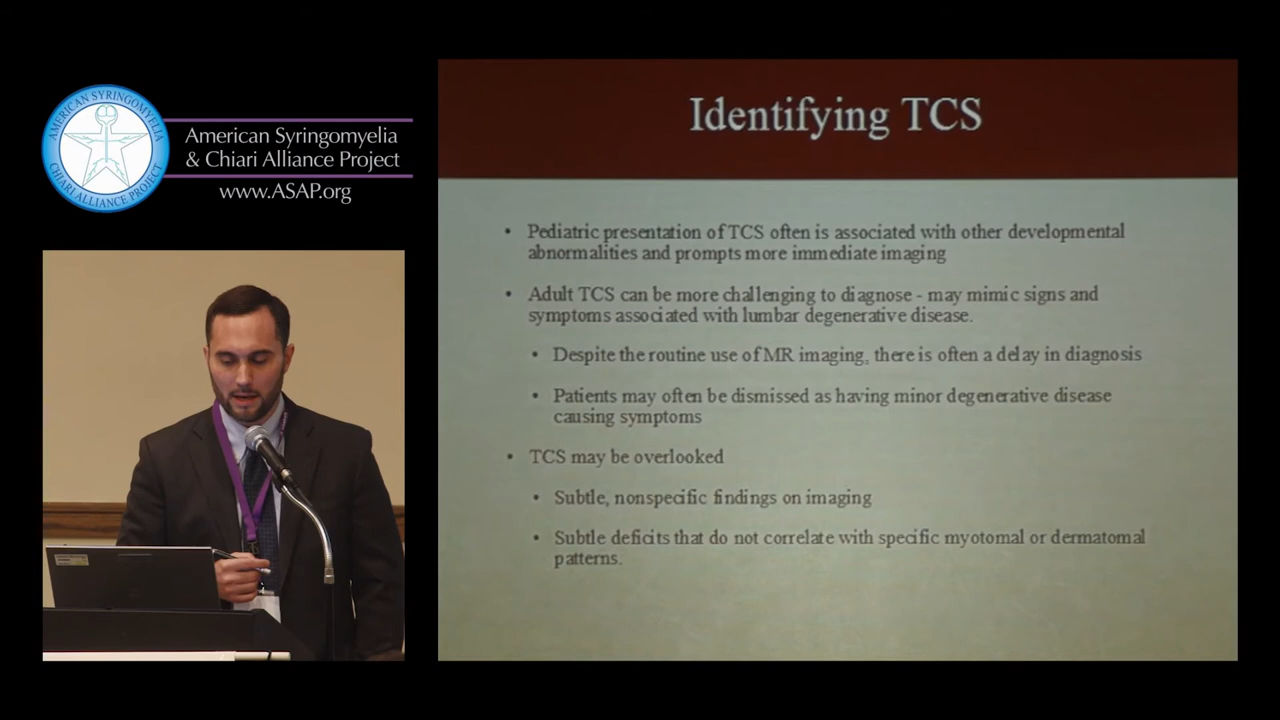 AMERICAN SYRINGOMYELIA
CHIARI ALLIANCE PROJECT
American Syringomyelia
& Chiari Alliance Project
www.ASAP.org
Identifying TCS
• Pediatric presentation of TCS often is associated with other developmental
abnormalities and prompts more immediate imaging
• Adult TCS can be more challenging to diagnose - may mimic signs and
symptoms associated with lumbar degenerative disease.
• Despite the routine use of MR imaging, there is often a delay in diagnosis
• Patients may often be dismissed as having minor degenerative disease
causing symptoms
• TCS may be overlooked
• Subtle, nonspecific findings on imaging
• Subtle deficits that do not correlate with specific myotomal or dermatomal
patterns.